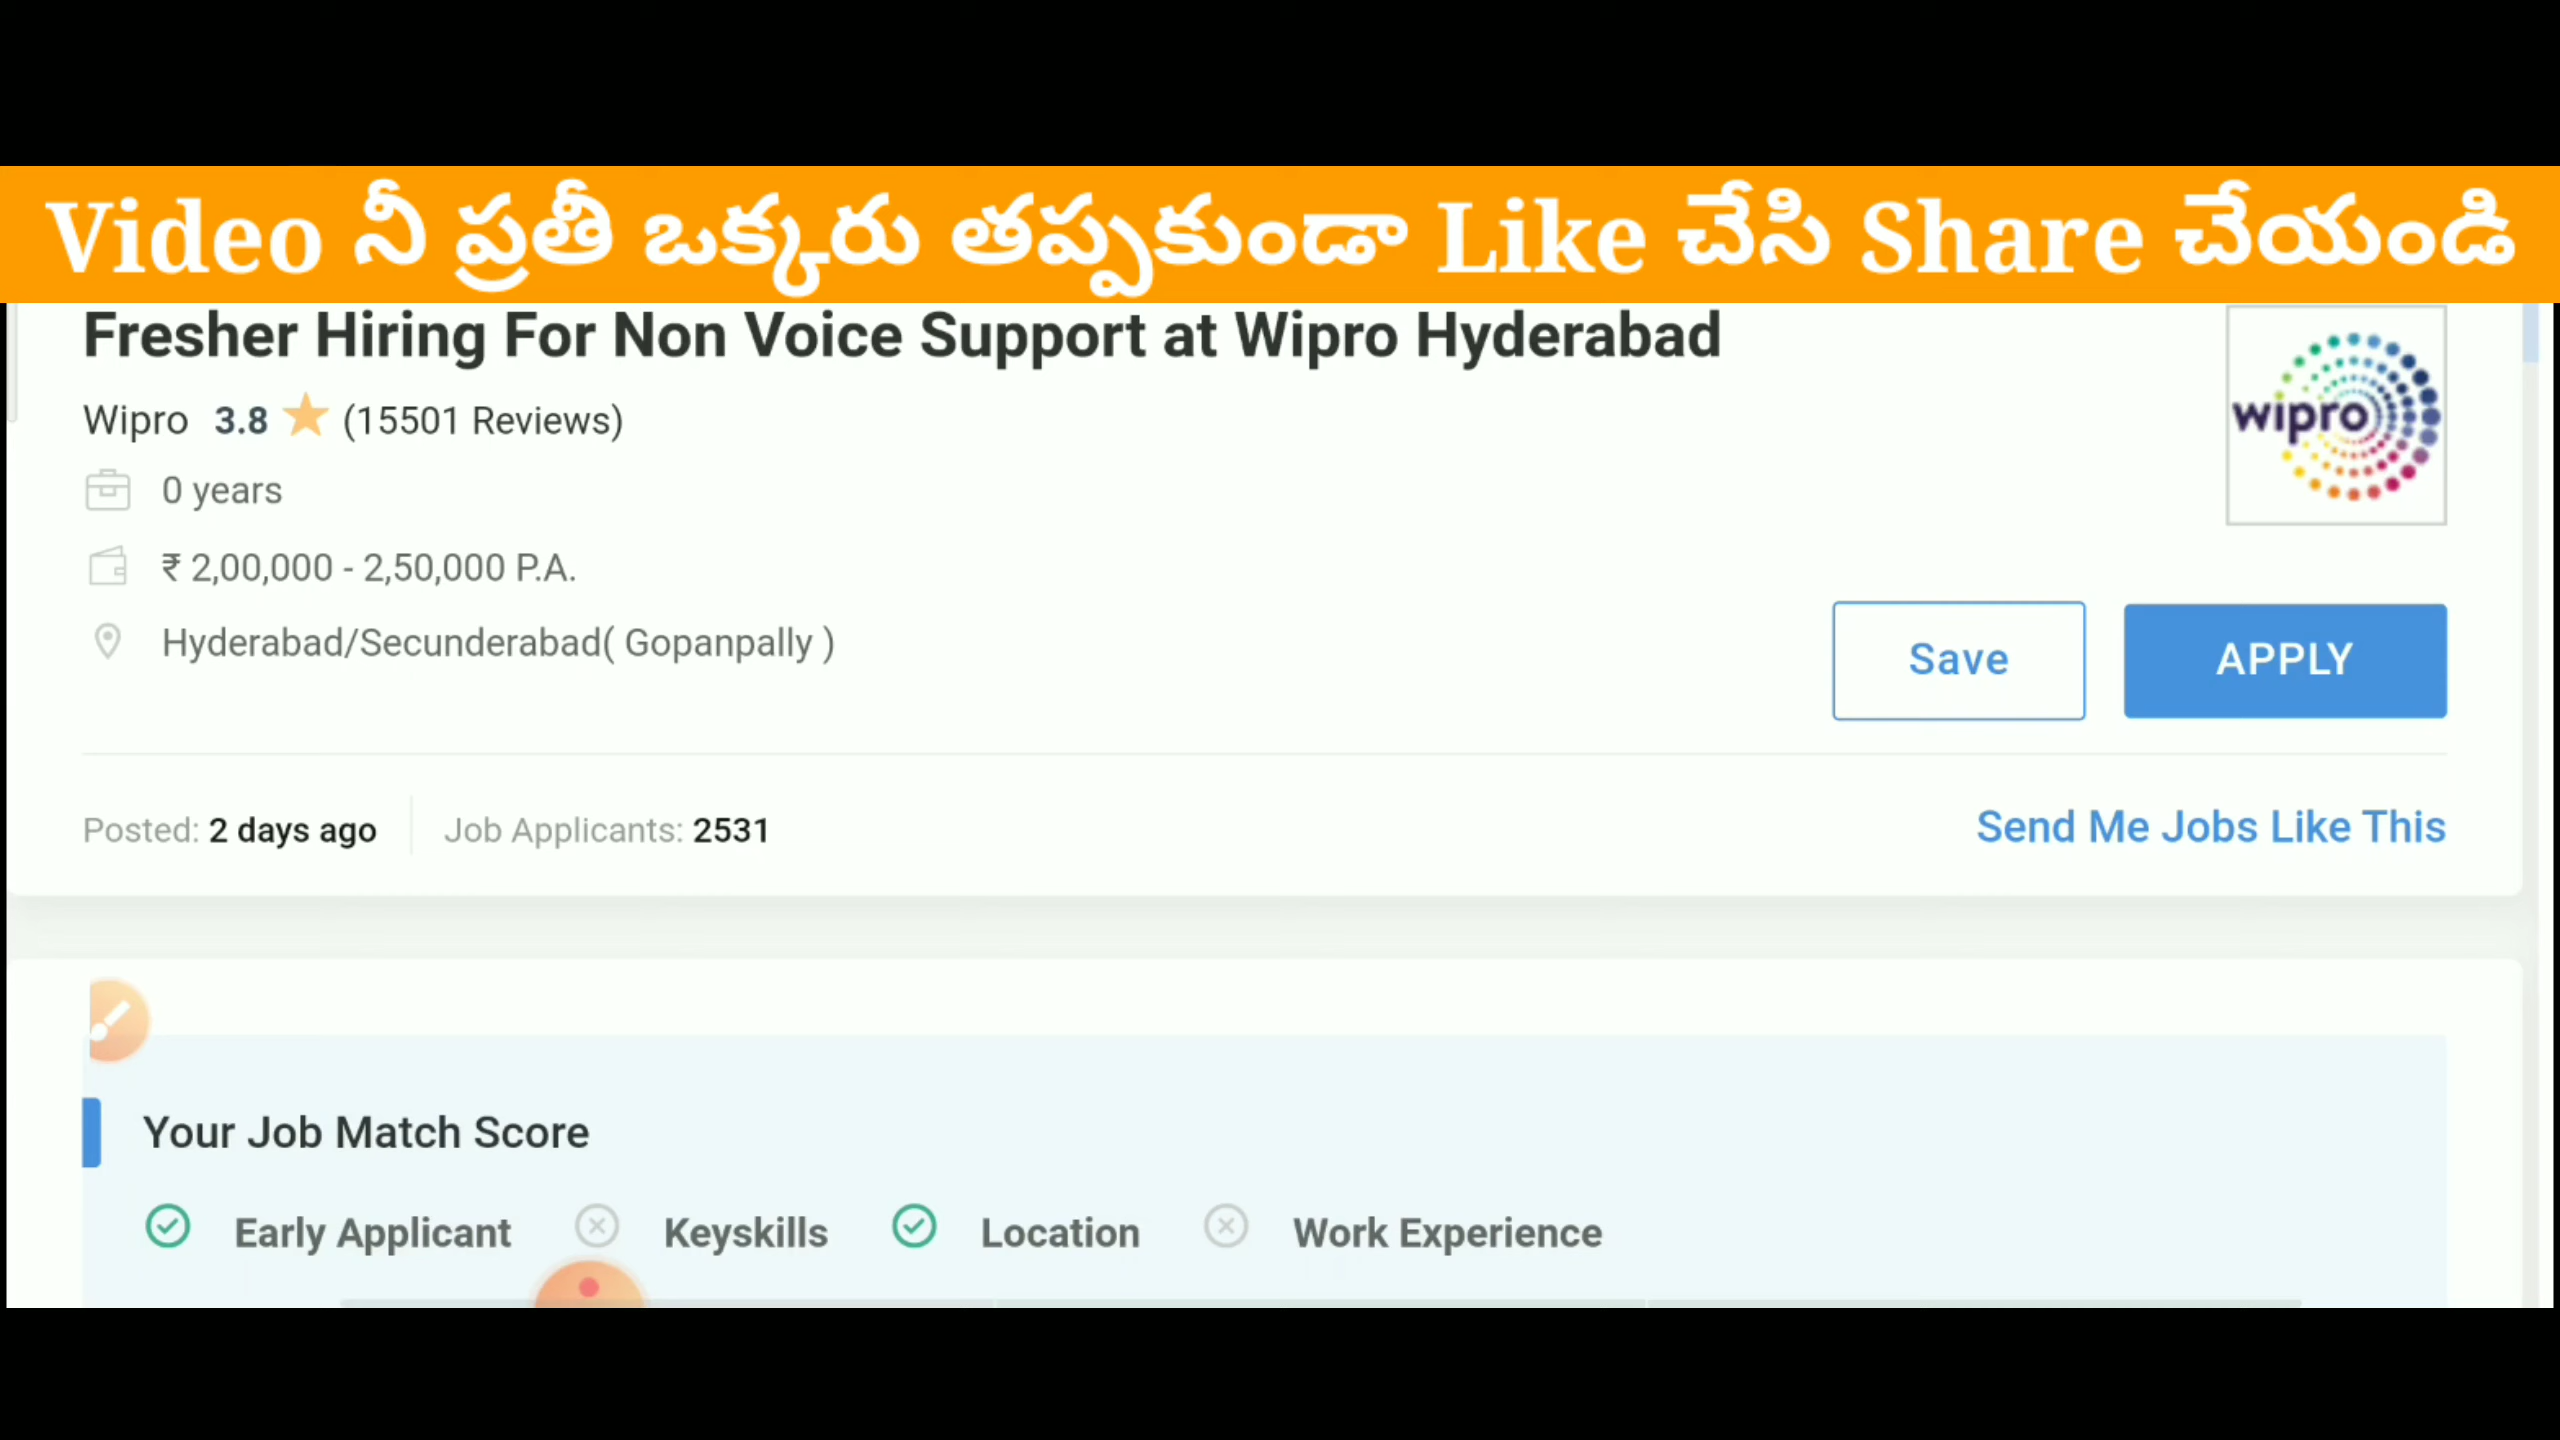 Video నీ ప్రతీ ఒక్కరు తప్పకుండా Like చేసి Share చేయండి
Fresher Hiring For Non Voice Support at Wipro Hyderabad
wipro
Wipro 3.8 (15501 Reviews)
0 years
₹ 2,00,000 - 2,50,000 P.A.
Hyderabad/Secunderabad( Gopanpally )
Save APPLY
Posted: 2 days ago Job Applicants: 2531 Send Me Jobs Like This
Your Job Match Score
Early Applicant Keyskills Location Work Experience